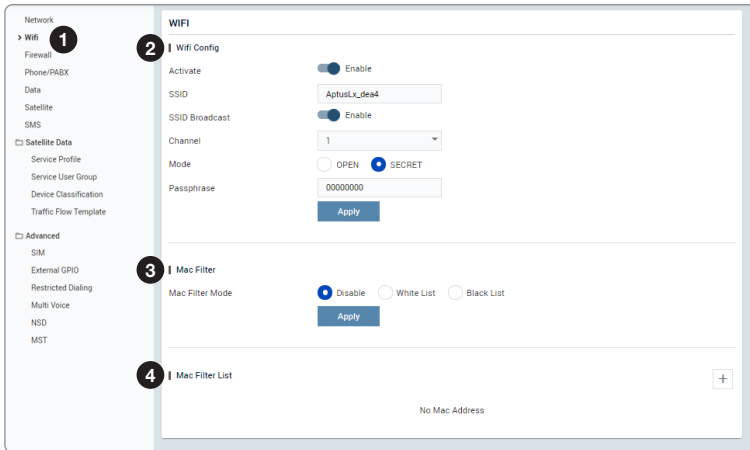 Network
Wifi
1
Firewall
Phone/PABX
Data
Satellite
SMS
Satellite Data
Service Profile
Service User Group
Device Classification
Traffic Flow Template
Advanced
SIM
External GPIO
Restricted Dialing
Multi Voice
NSD
MST
WIFI
2 Wifi Config
Activate Enable
SSID AptusLx_dea4
SSID Broadcast Enable
Channel 1
Mode OPEN SECRET
Passphrase 00000000
Apply
3 Mac Filter
Mac Filter Mode Disable White List Black List
Apply
4 Mac Filter List +
No Mac Address